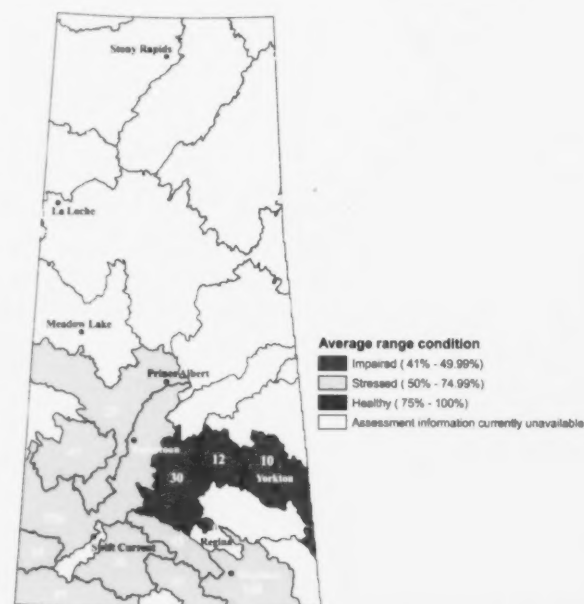 Stony Rapids
La Loche
Meadow Lake
Prince Albert
Average range condition
Impaired ( 41% - 49.99%)
Stressed ( 50% - 74.99%)
Healthy ( 75% - 100%)
Assessment information currently unavailable
12
10
30
Yorkton
Regina
Swift Current